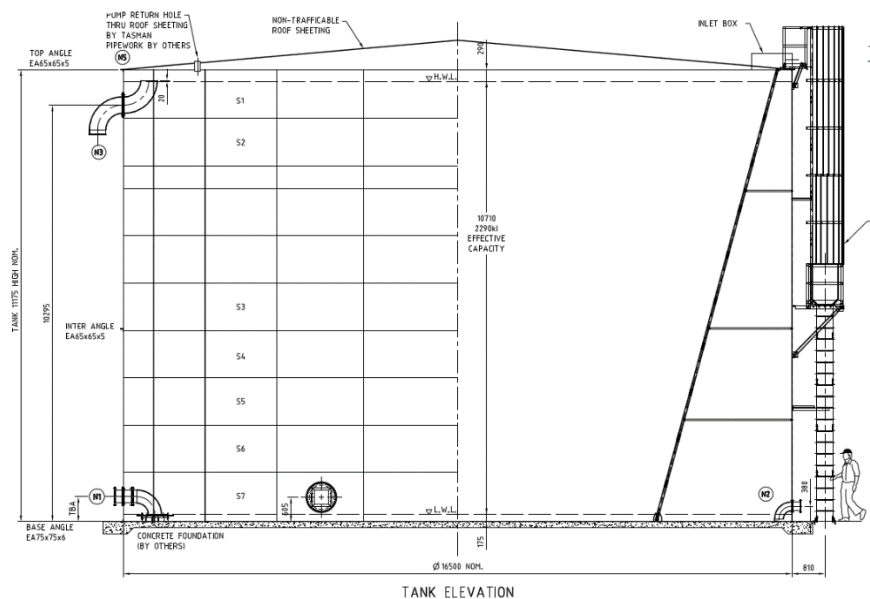 PUMP RETURN HOLE
THRU ROOF SHEETING
BY TASMAN
PIPEWORK BY OTHERS
NON-TRAFFICABLE
ROOF SHEETING
INLET BOX
TOP ANGLE
EA65x65x5
N5
290
H.W.L.
20
S1
N3
S2
10710
2290kl
EFFECTIVE
CAPACITY
TANK 11175 HIGH NOM.
10295
S3
INTER ANGLE
EA65x65x5
S4
S5
S6
N1
TBA
S7
605
L.W.L.
N2
380
BASE ANGLE
EA75x75x6
CONCRETE FOUNDATION
(BY OTHERS)
175
Ø 16500 NOM.
810
TANK ELEVATION